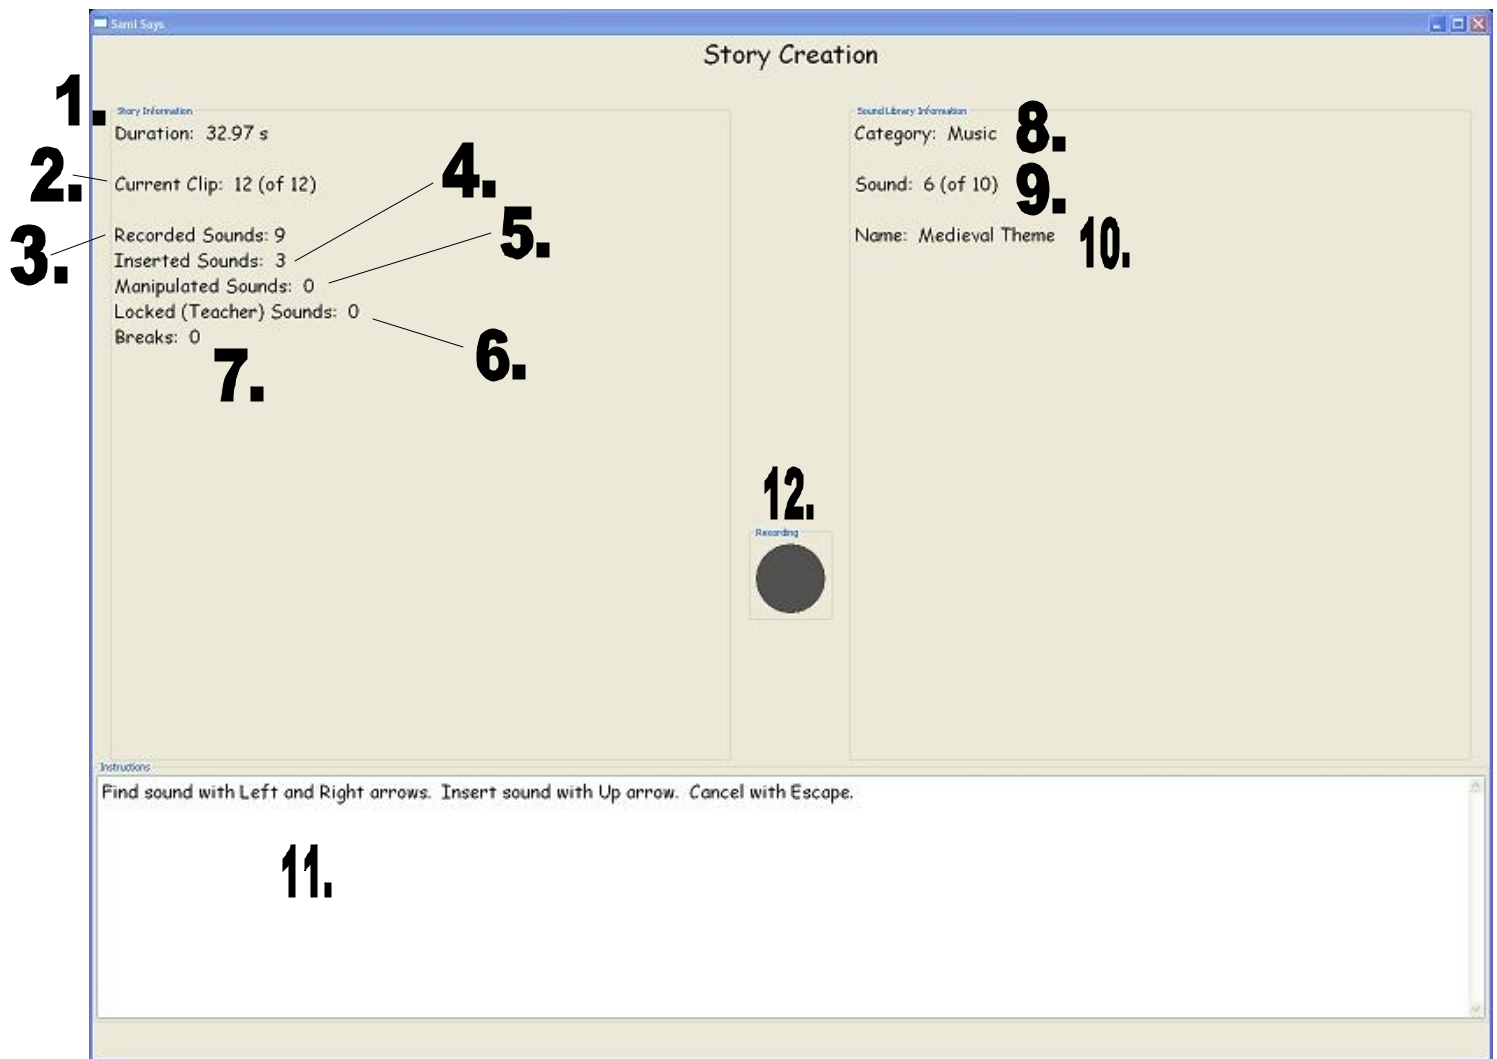 Sami Says
Story Creation
1.
Story Information
Duration: 32.97 s
2.
Current Clip: 12 (of 12)
3.
Recorded Sounds: 9
4.
Inserted Sounds: 3
5.
Manipulated Sounds: 0
Locked (Teacher) Sounds: 0
6.
Breaks: 0
7.
Sound Library Information
Category: Music
8.
Sound: 6 (of 10)
9.
Name: Medieval Theme
10.
12.
Recording
Instructions
Find sound with Left and Right arrows. Insert sound with Up arrow. Cancel with Escape.
11.